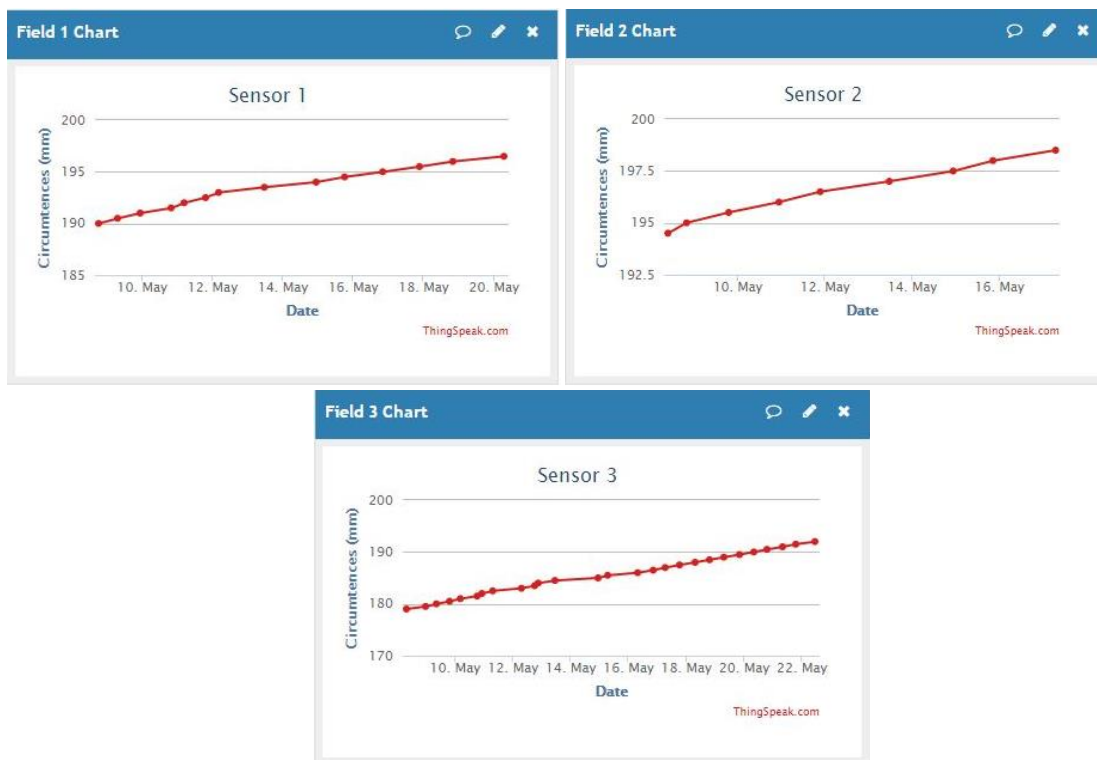 Field 1 Chart
Sensor 1
Circumtences (mm)
200
195
190
185
10. May 12. May 14. May 16. May 18. May 20. May
Date
ThingSpeak.com
Field 2 Chart
Sensor 2
Circumtences (mm)
200
197.5
195
192.5
10. May 12. May 14. May 16. May
Date
ThingSpeak.com
Field 3 Chart
Sensor 3
Circumtences (mm)
200
190
180
170
10. May 12. May 14. May 16. May 18. May 20. May 22. May
Date
ThingSpeak.com